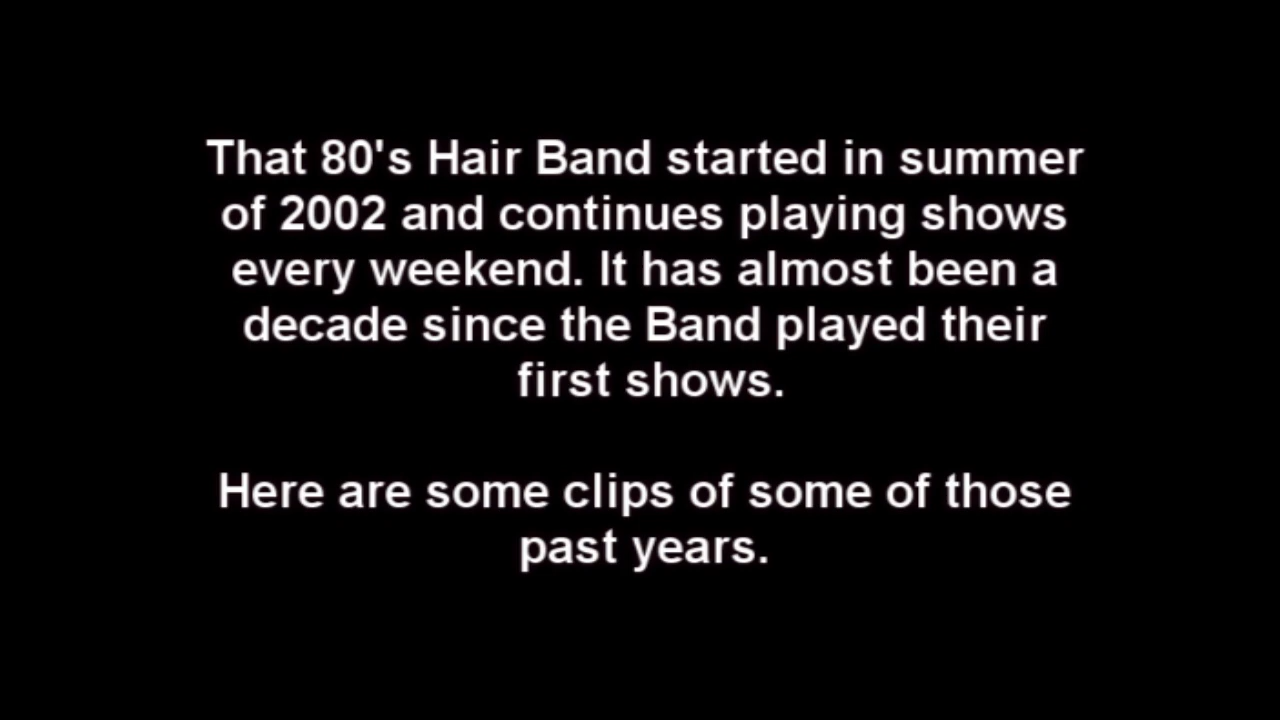 That 80's Hair Band started in summer
of 2002 and continues playing shows
every weekend. It has almost been a
decade since the Band played their
first shows.
Here are some clips of some of those
past years.